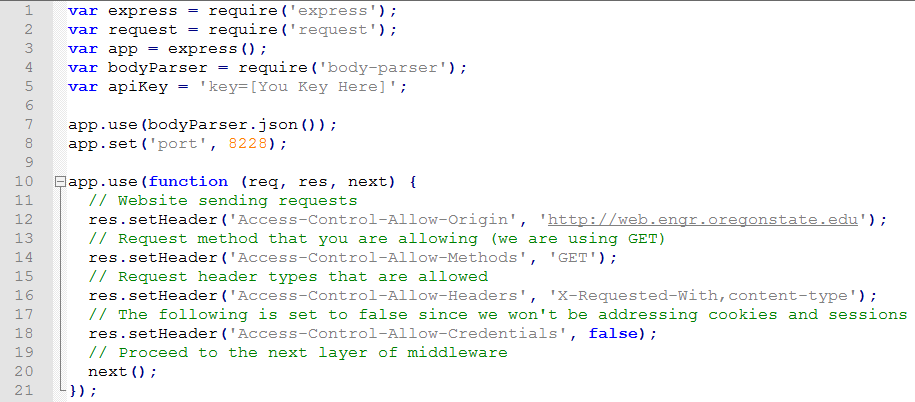 1 var express = require('express');
2 var request = require('request');
3 var app = express();
4 var bodyParser = require('body-parser');
5 var apiKey = 'key=[You Key Here]';
6
7 app.use(bodyParser.json());
8 app.set('port', 8228);
9
10 app.use(function (req, res, next) {
11 // Website sending requests
12 res.setHeader('Access-Control-Allow-Origin', 'http://web.engr.oregonstate.edu');
13 // Request method that you are allowing (we are using GET)
14 res.setHeader('Access-Control-Allow-Methods', 'GET');
15 // Request header types that are allowed
16 res.setHeader('Access-Control-Allow-Headers', 'X-Requested-With,content-type');
17 // The following is set to false since we won't be addressing cookies and sessions
18 res.setHeader('Access-Control-Allow-Credentials', false);
19 // Proceed to the next layer of middleware
20 next();
21 });